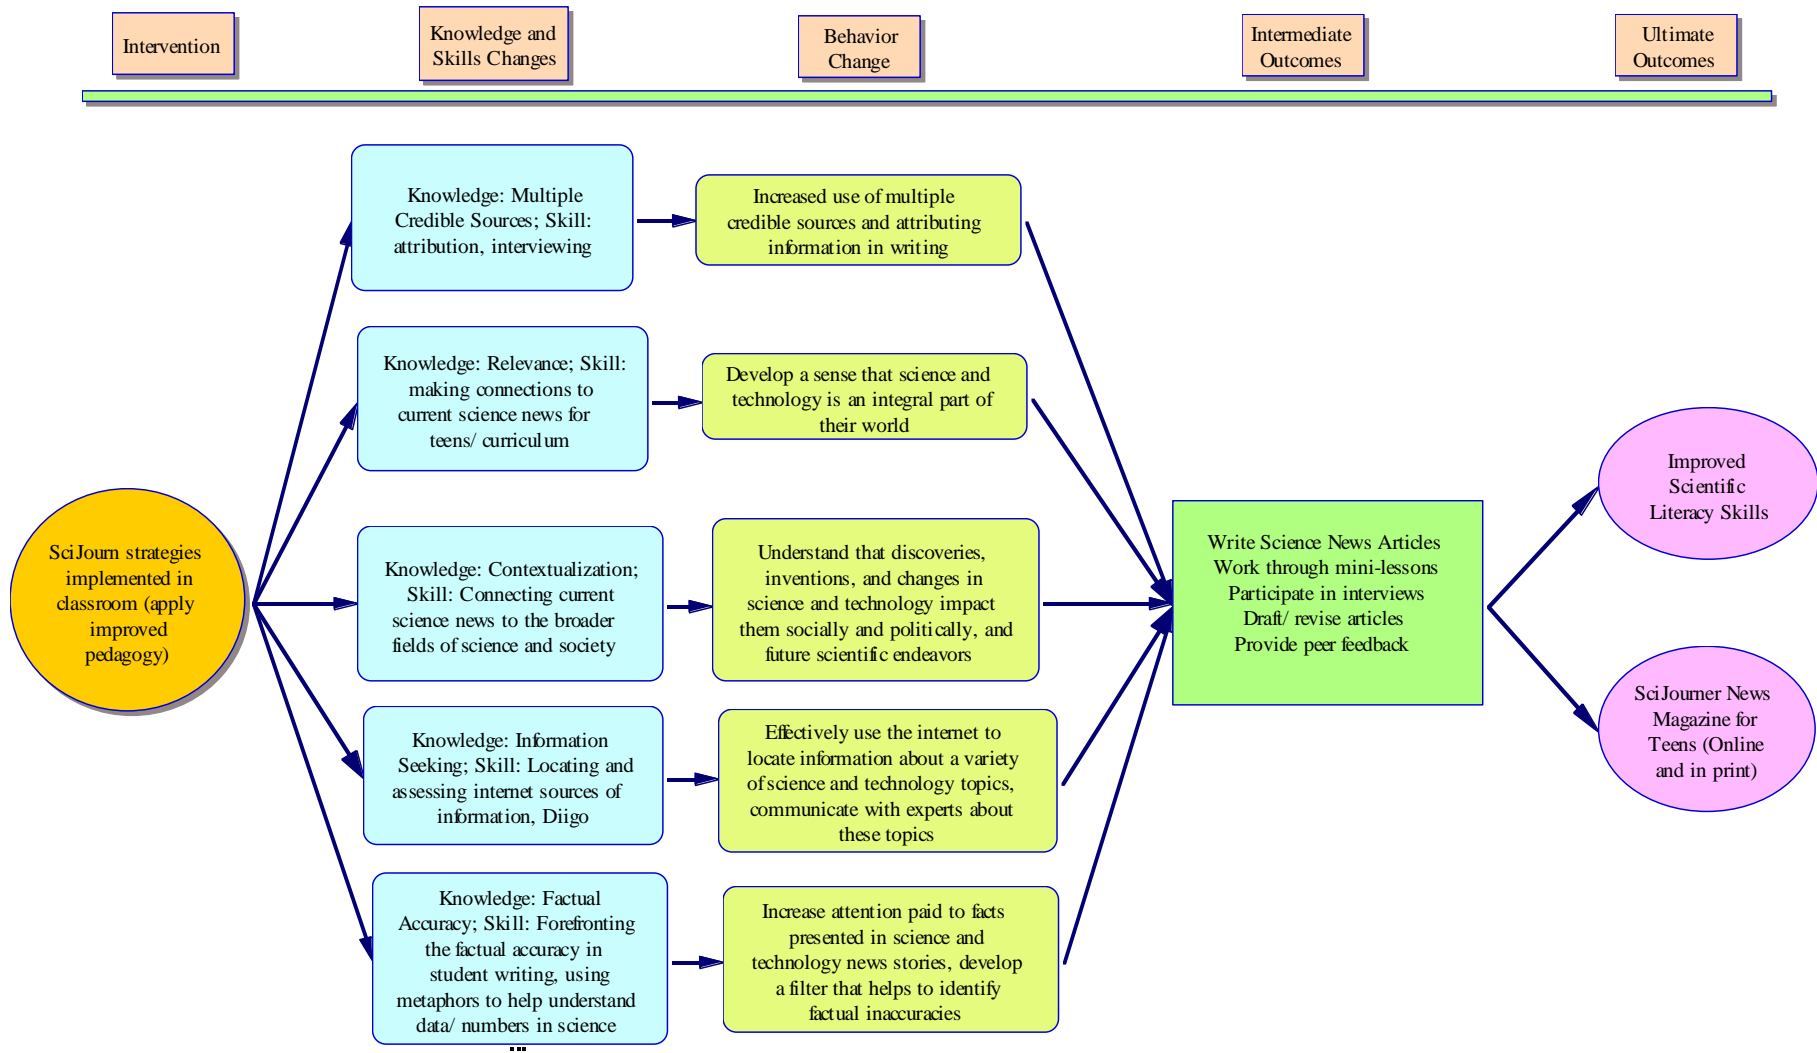 Intervention
Knowledge and
Skills Changes
Behavior
Change
Intermediate
Outcomes
Ultimate
Outcomes
SciJourn strategies
implemented in
classroom (apply
improved
pedagogy)
Knowledge: Multiple
Credible Sources; Skill:
attribution, interviewing
Increased use of multiple
credible sources and attributing
information in writing
Knowledge: Relevance; Skill:
making connections to
current science news for
teens/ curriculum
Develop a sense that science and
technology is an integral part of
their world
Knowledge: Contextualization;
Skill: Connecting current
science news to the broader
fields of science and society
Understand that discoveries,
inventions, and changes in
science and technology impact
them socially and politically, and
future scientific endeavors
Knowledge: Information
Seeking; Skill: Locating and
assessing internet sources of
information, Diigo
Effectively use the internet to
locate information about a variety
of science and technology topics,
communicate with experts about
these topics
Knowledge: Factual
Accuracy; Skill: Forefronting
the factual accuracy in
student writing, using
metaphors to help understand
data/ numbers in science
Increase attention paid to facts
presented in science and
technology news stories, develop
a filter that helps to identify
factual inaccuracies
Write Science News Articles
Work through mini-lessons
Participate in interviews
Draft/ revise articles
Provide peer feedback
Improved
Scientific
Literacy Skills
SciJourner News
Magazine for
Teens (Online
and in print)